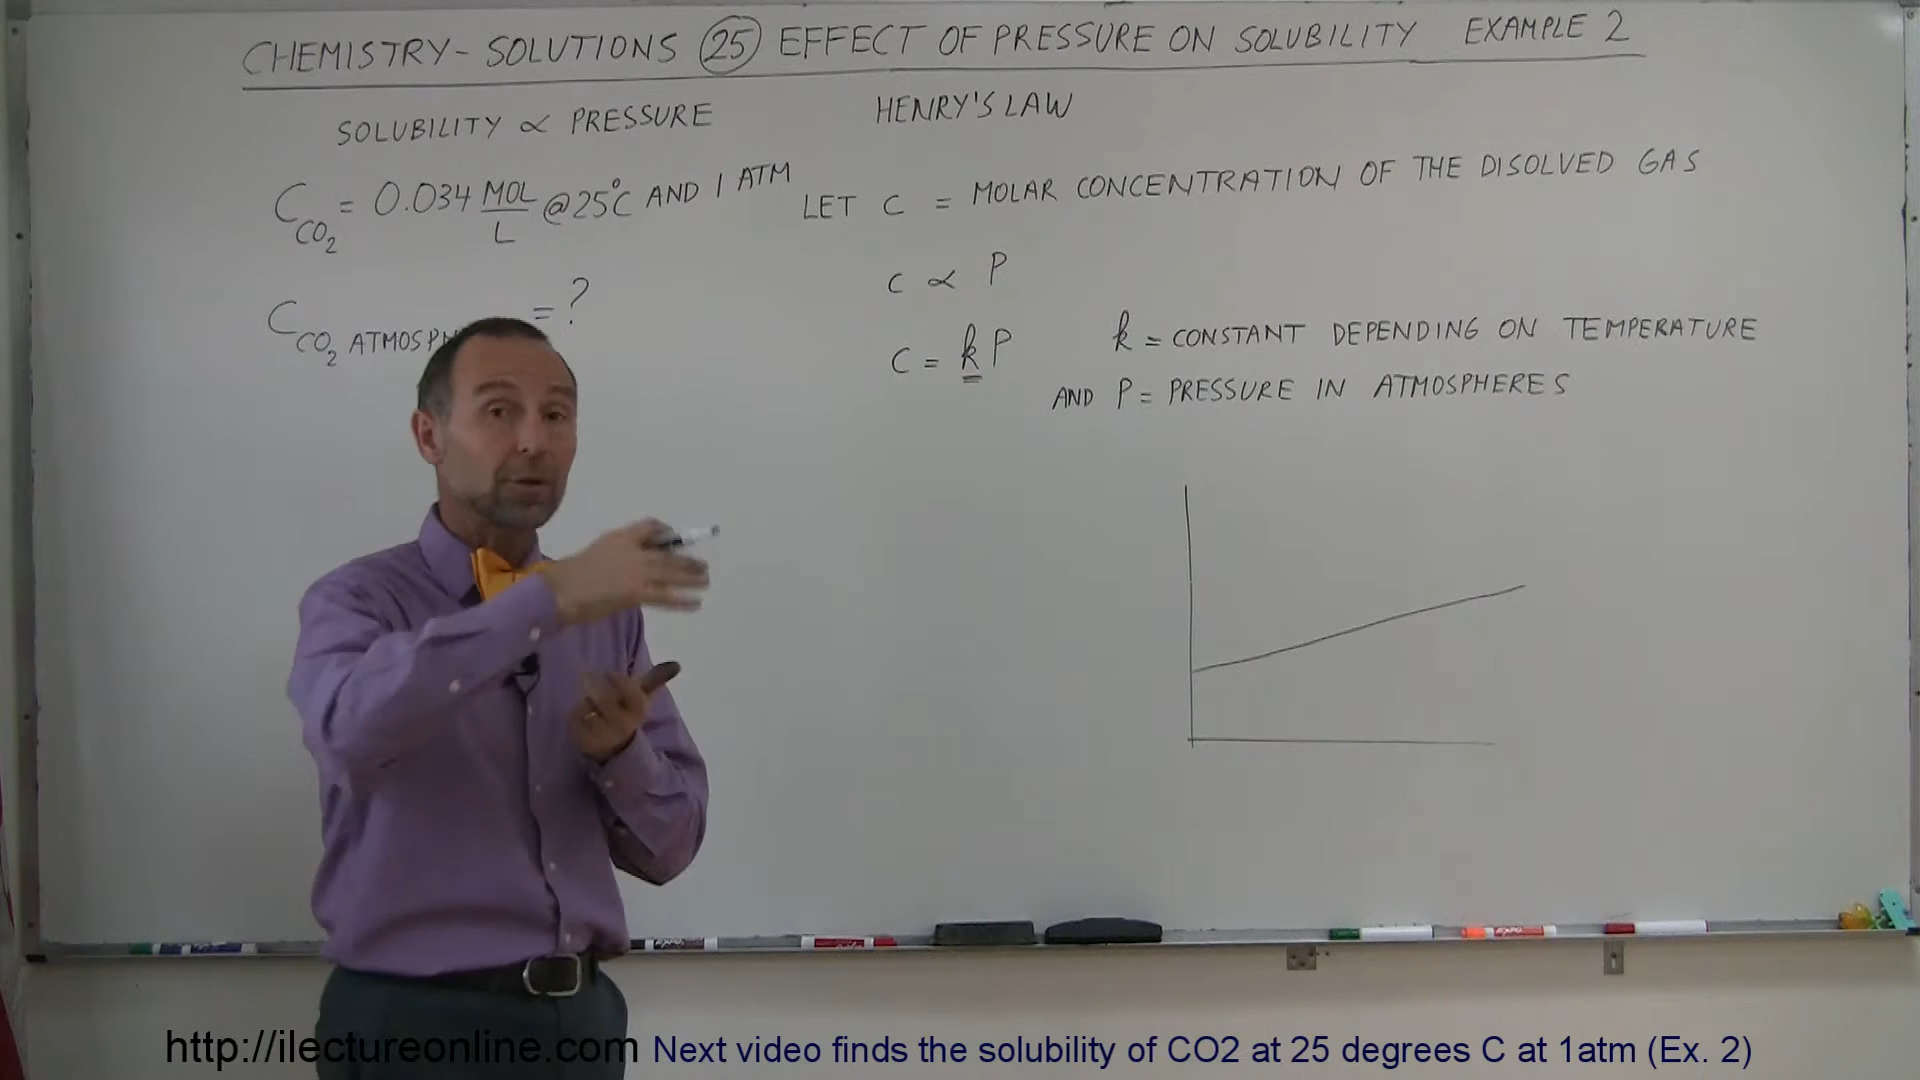 CHEMISTRY - SOLUTIONS 25 EFFECT OF PRESSURE ON SOLUBILITY EXAMPLE 2
SOLUBILITY ∝ PRESSURE
HENRY'S LAW
C CO2 = 0.034 MOL/L @ 25°C AND 1 ATM
LET C = MOLAR CONCENTRATION OF THE DISOLVED GAS
C ∝ P
C CO2 = ?
C = k P
k = CONSTANT DEPENDING ON TEMPERATURE
AND P = PRESSURE IN ATMOSPHERES
http://ilectureonline.com Next video finds the solubility of CO2 at 25 degrees C at 1atm (Ex. 2)